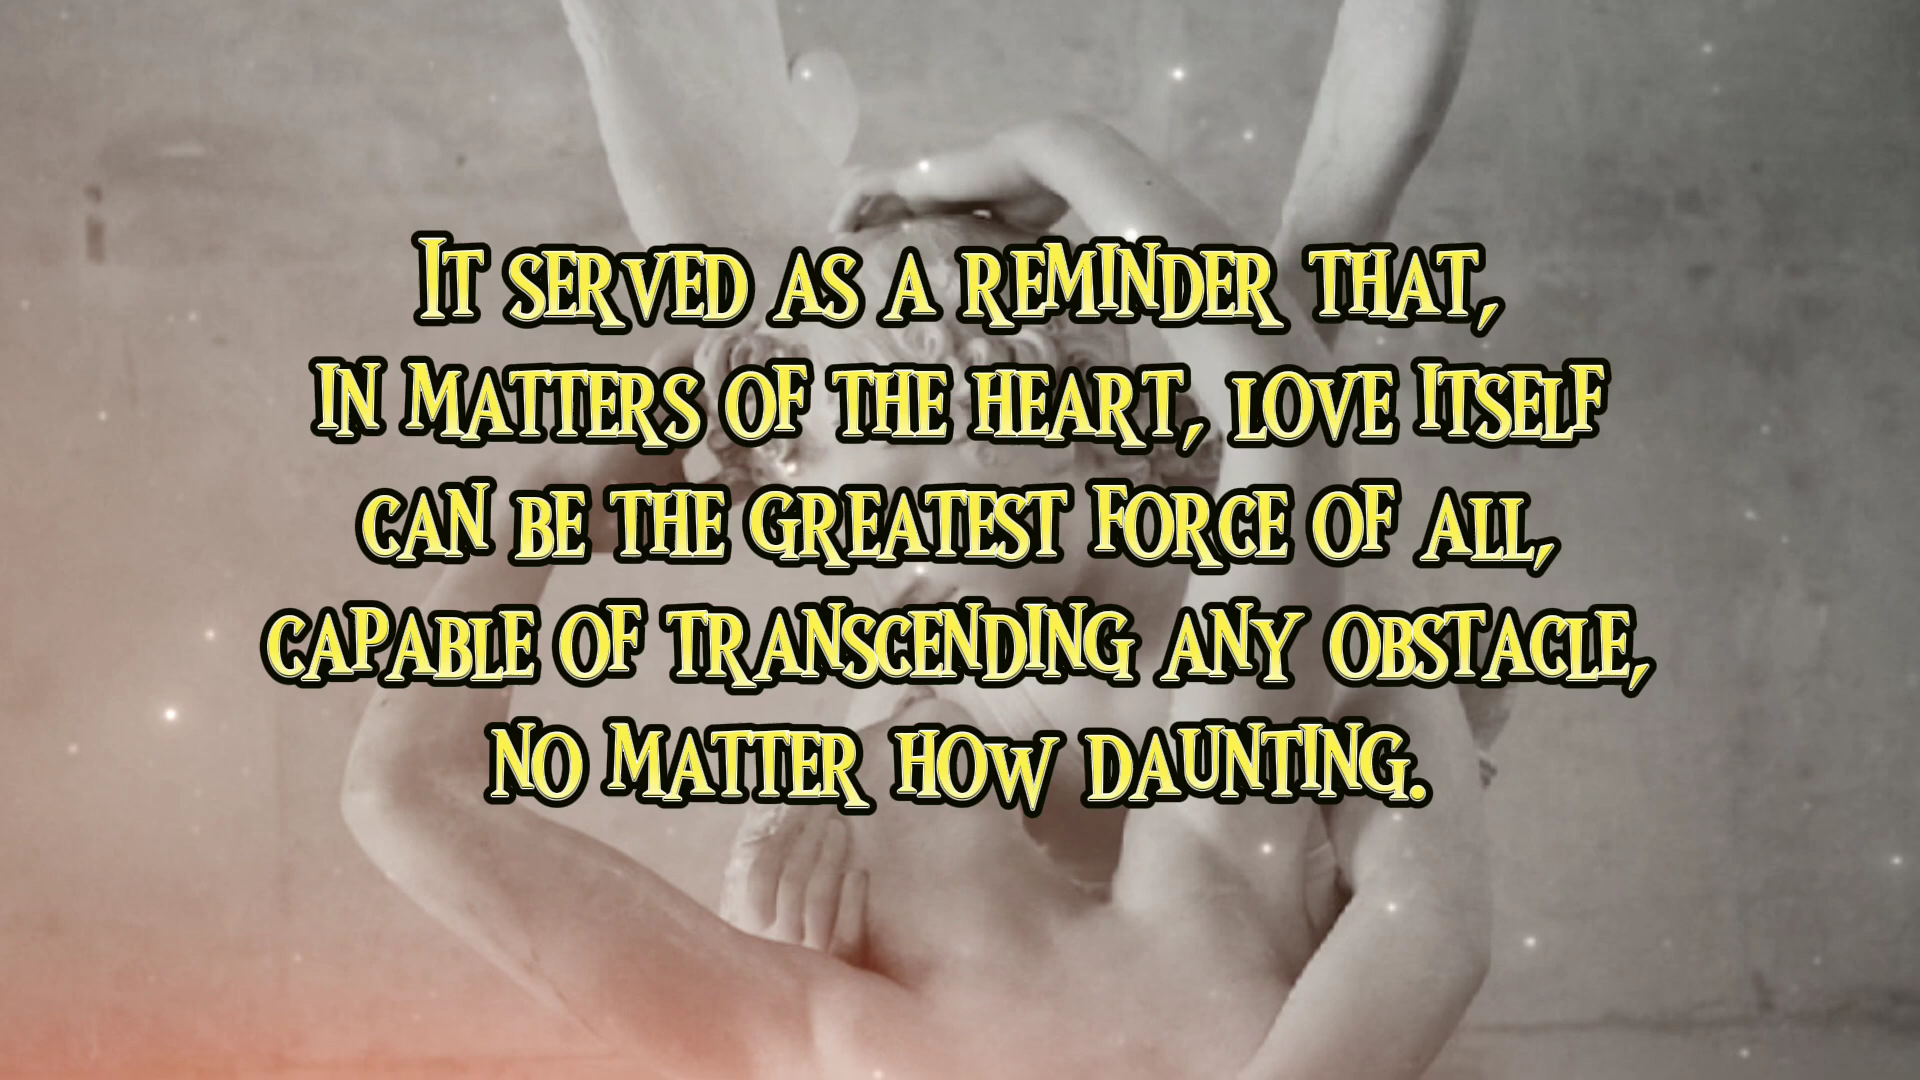 It served as a reminder that,
in matters of the heart, love itself
can be the greatest force of all,
capable of transcending any obstacle,
no matter how daunting.